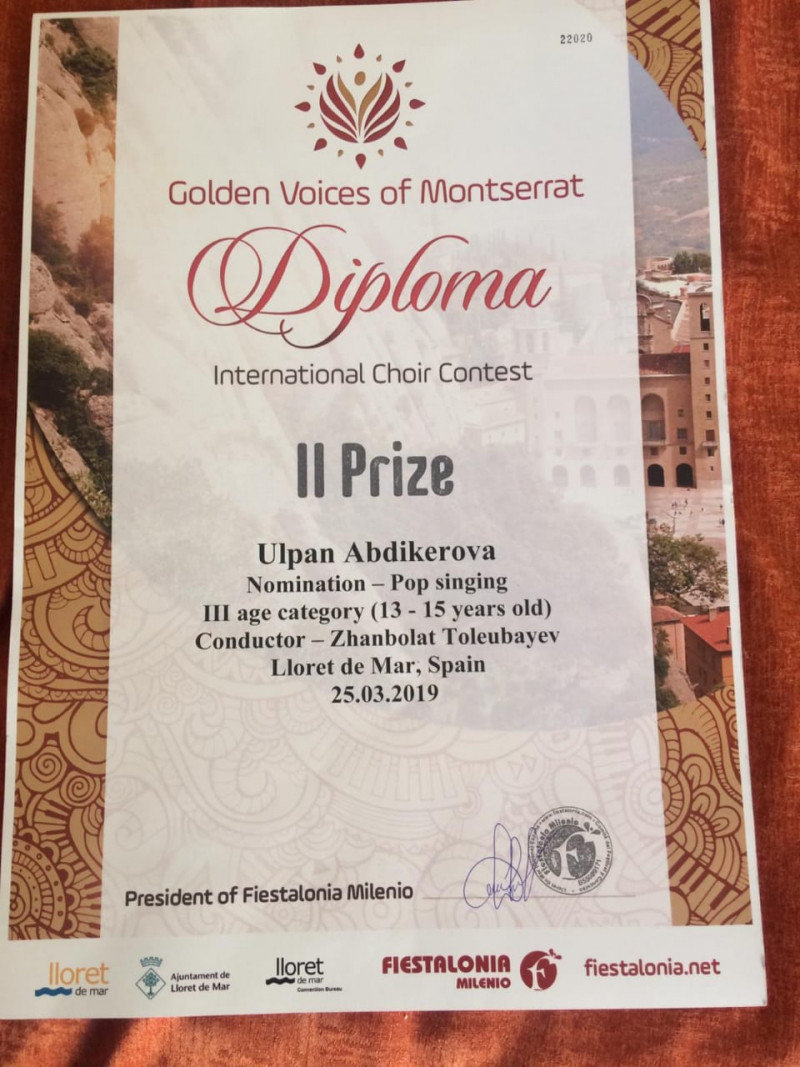 22020
Golden Voices of Montserrat
Diploma
International Choir Contest
II Prize
Ulpan Abdikerova
Nomination – Pop singing
III age category (13 - 15 years old)
Conductor – Zhanbolat Toleubayev
Lloret de Mar, Spain
25.03.2019
President of Fiestalonia Milenio
lloret
de mar
Ajuntament de
Lloret de Mar
lloret
de mar
Convention Bureau
FIESTALONIA
MILENIO
fiestalonia.net